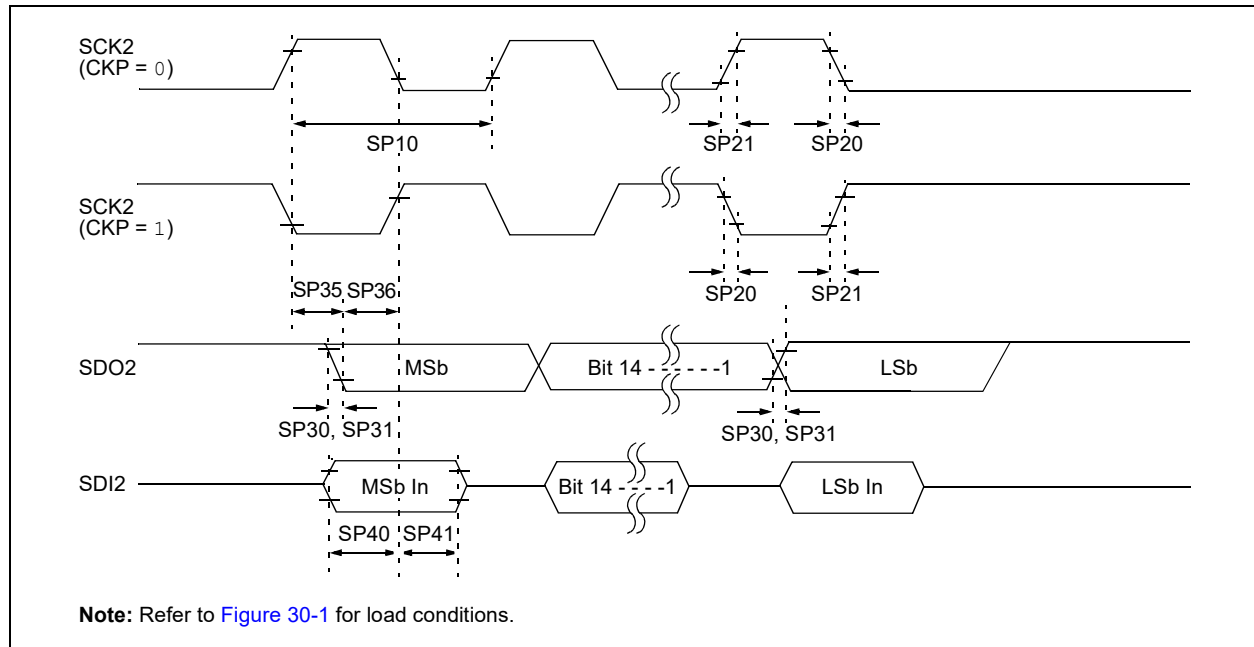 SCK2
(CKP = 0)
SP10
SP21
SP20
SCK2
(CKP = 1)
SP35
SP36
SP20
SP21
SDO2
MSb
Bit 14 - - - - - -1
LSb
SP30, SP31
SP30, SP31
SDI2
MSb In
Bit 14 - - - -1
LSb In
SP40
SP41
Note: Refer to Figure 30-1 for load conditions.